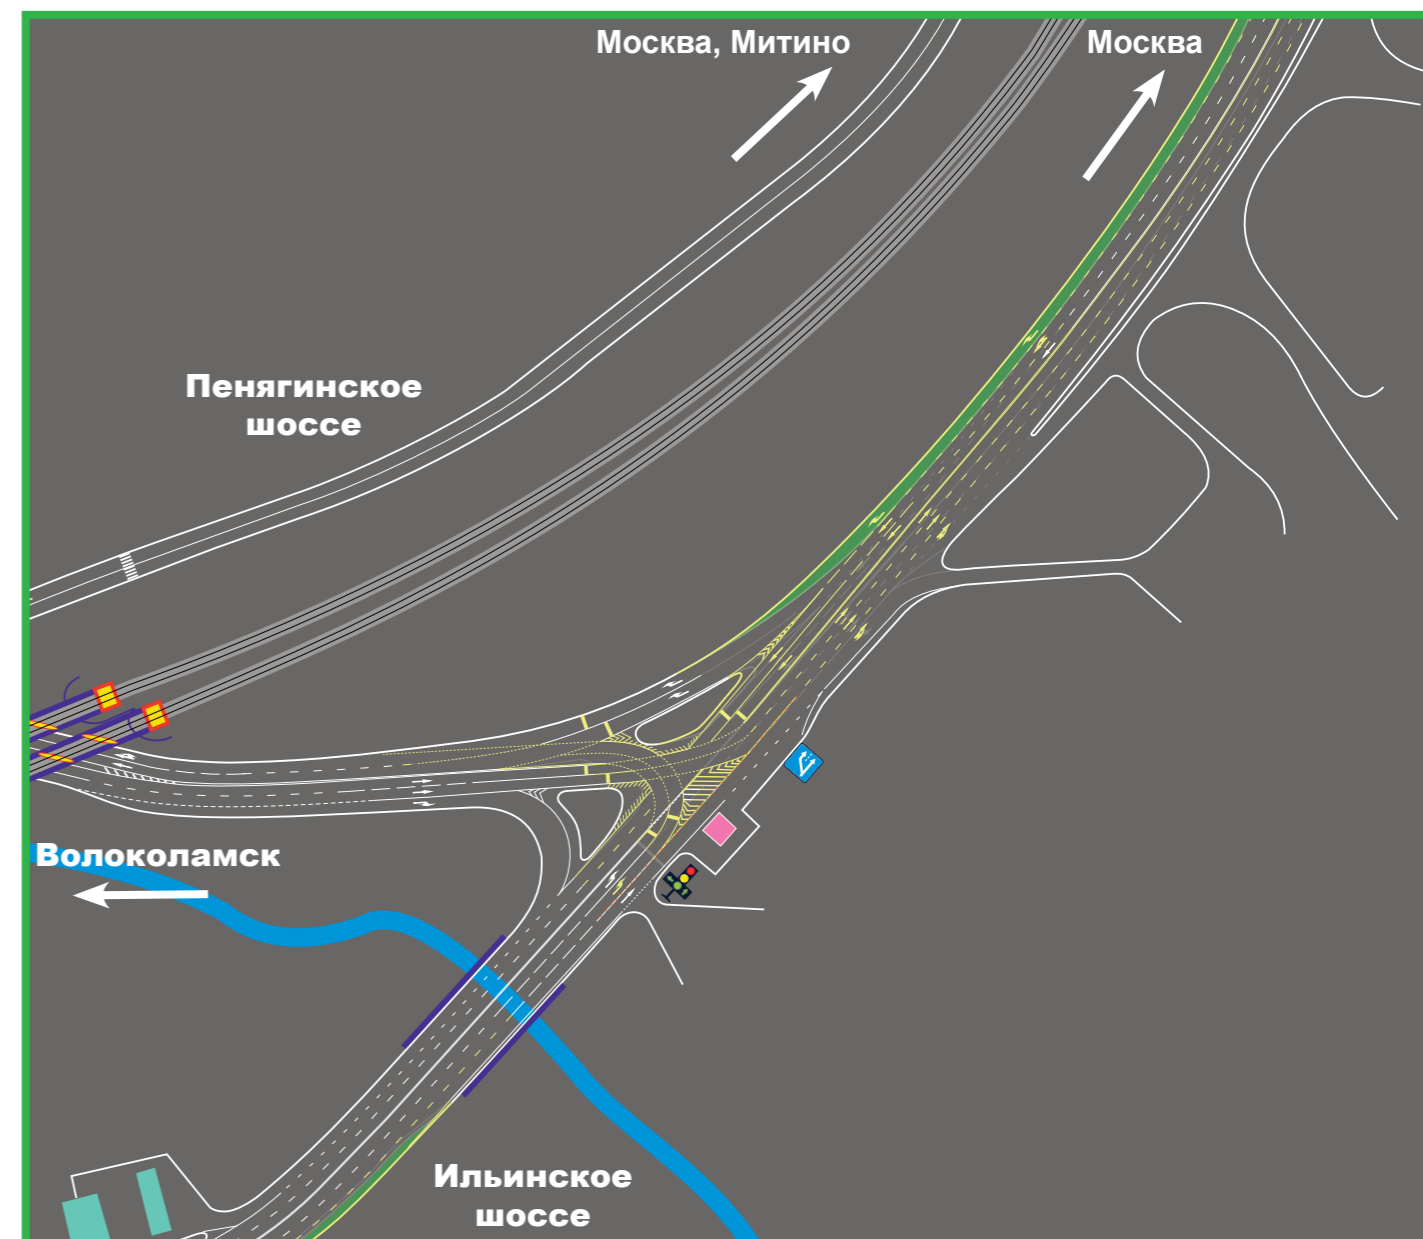 Москва, Митино
Москва
Пенягинское
шоссе
Волоколамск
Ильинское
шоссе